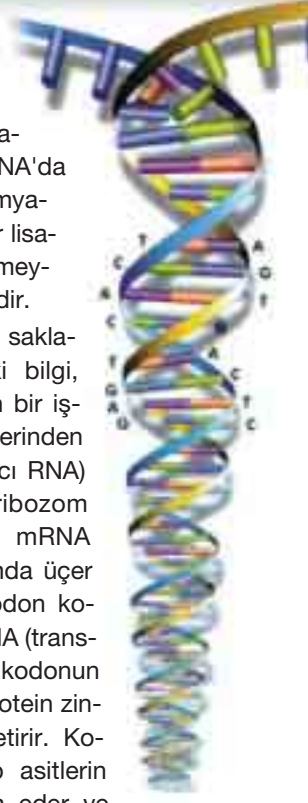 a-
NA'da
mya-
r lisa-
mey-
dir.
sakla-
ki bilgi,
n bir iş-
lerinden
cı RNA)
ribozom
mRNA
nda üçer
odon ko-
NA (trans-
kodonun
otein zin-
etirir. Ko-
o asitlerin
eder ve
T A
C G
A T
C
T A
G C
A T
G C